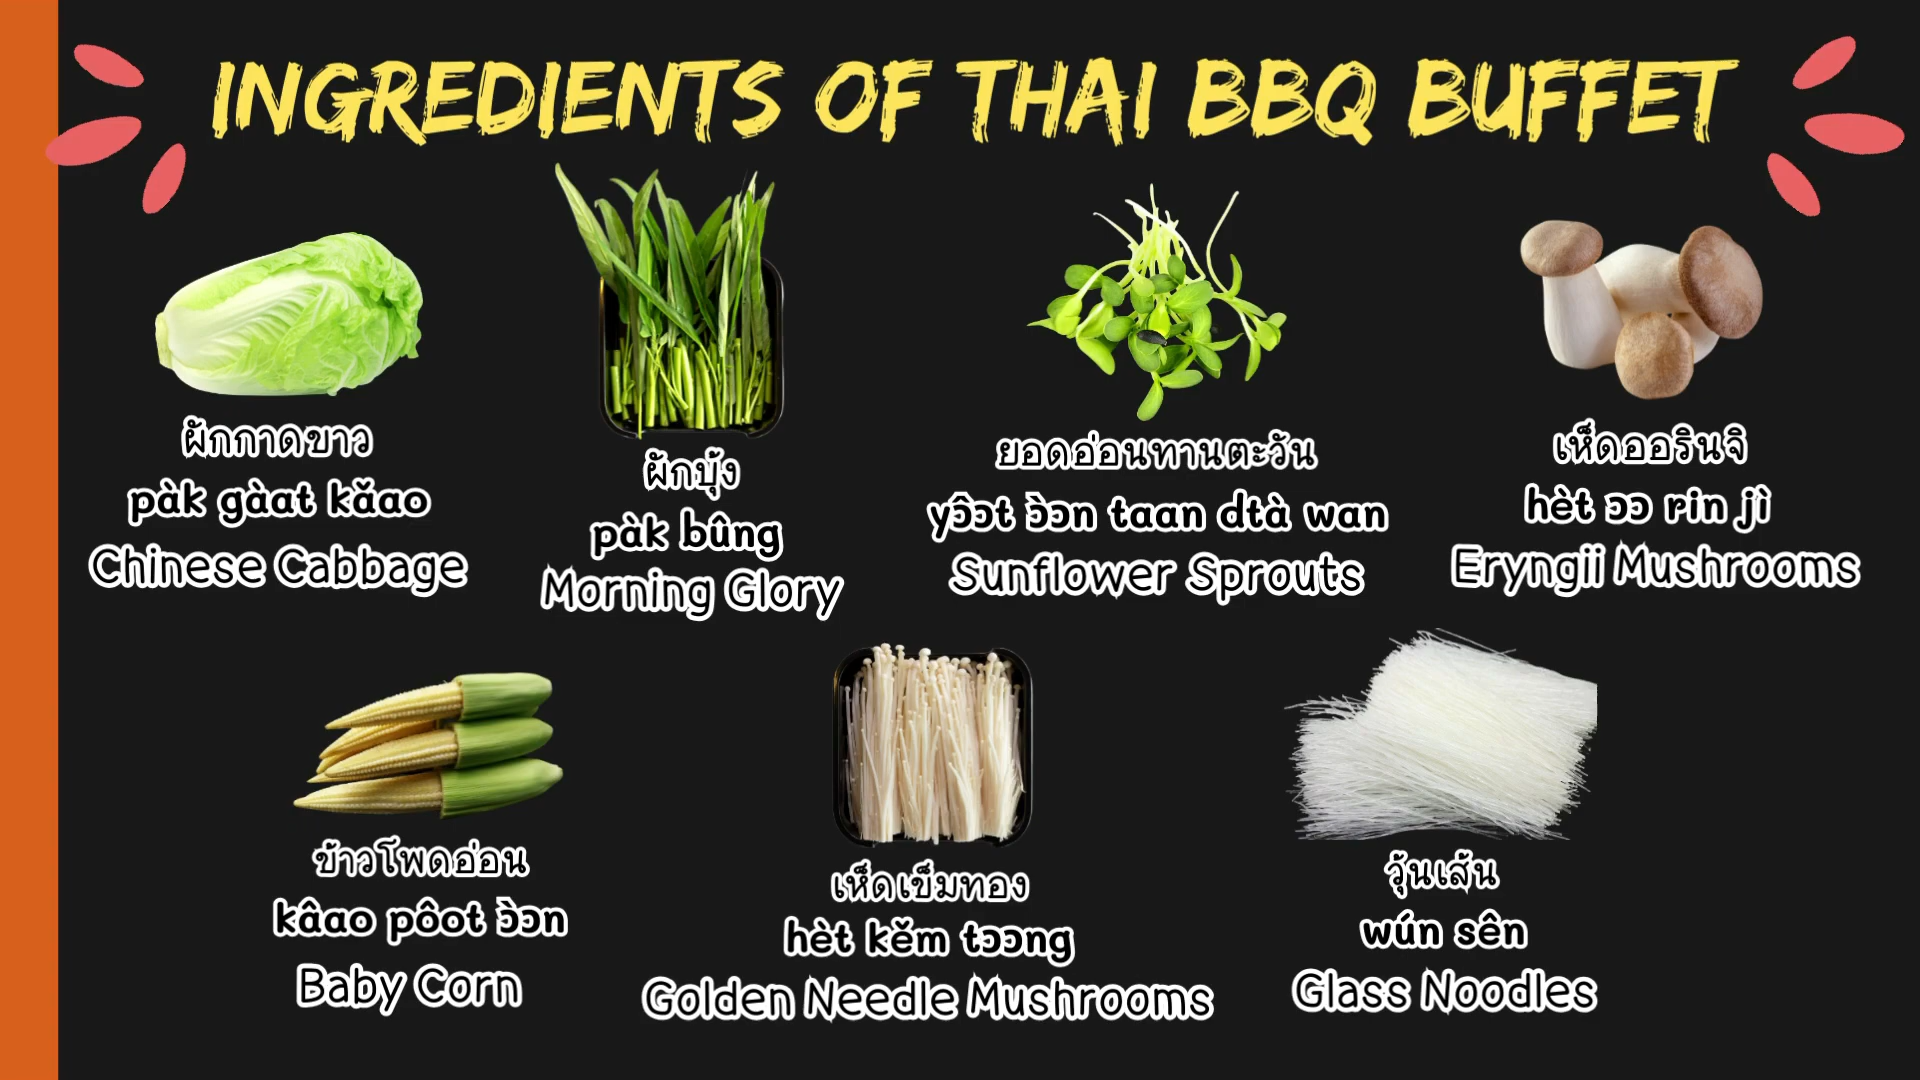 INGREDIENTS OF THAI BBQ BUFFET
ผักกาดขาว
pàk gàat kǎao
Chinese Cabbage
ผักบุ้ง
pàk bûng
Morning Glory
ยอดอ่อนทานตะวัน
yɔ̂ɔt ɔ̀ɔn taan dtà wan
Sunflower Sprouts
เห็ดออรินจิ
hèt ɔɔ rin jì
Eryngii Mushrooms
ข้าวโพดอ่อน
kâao pôot ɔ̀ɔn
Baby Corn
เห็ดเข็มทอง
hèt kěm tɔɔng
Golden Needle Mushrooms
วุ้นเส้น
wún sên
Glass Noodles